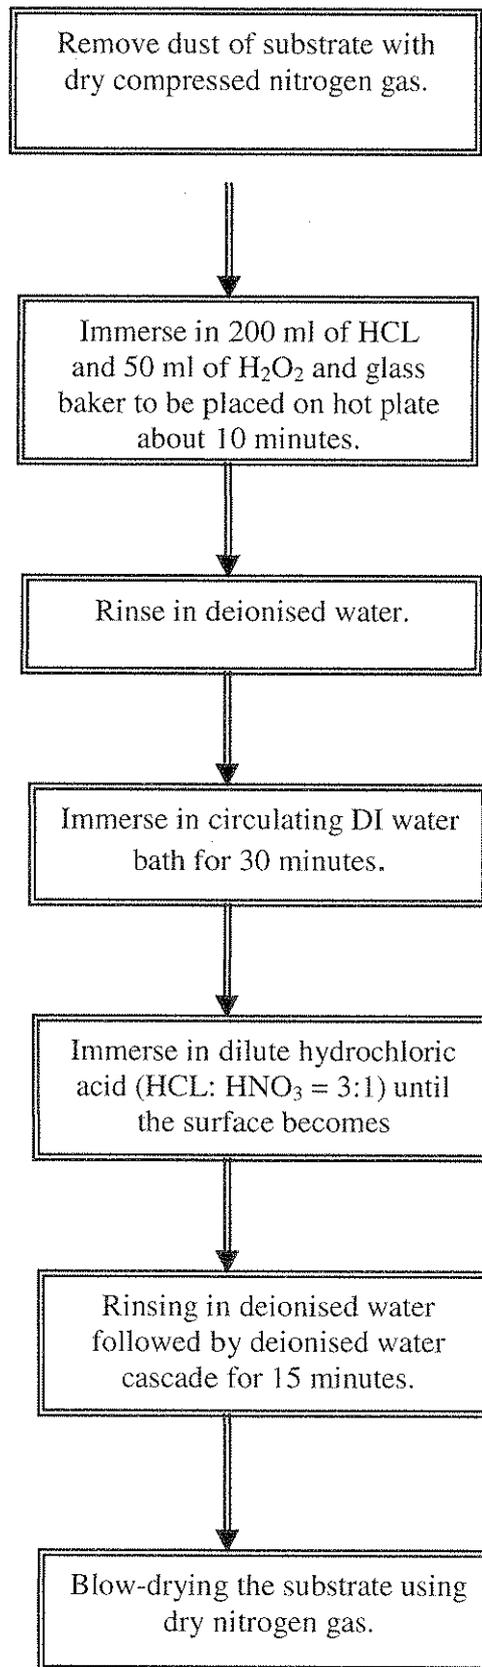 Remove dust of substrate with
dry compressed nitrogen gas.
Immerse in 200 ml of HCL
and 50 ml of H₂O₂ and glass
baker to be placed on hot plate
about 10 minutes.
Rinse in deionised water.
Immerse in circulating DI water
bath for 30 minutes.
Immerse in dilute hydrochloric
acid (HCL: HNO₃ = 3:1) until
the surface becomes
Rinsing in deionised water
followed by deionised water
cascade for 15 minutes.
Blow-drying the substrate using
dry nitrogen gas.